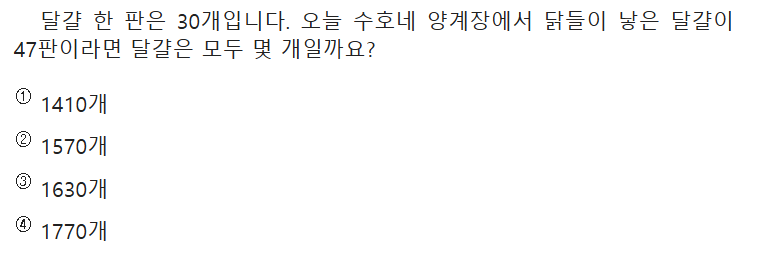 달걀 한 판은 30개입니다. 오늘 수호네 양계장에서 닭들이 낳은 달걀이
47판이라면 달걀은 모두 몇 개일까요?
① 1410개
② 1570개
③ 1630개
④ 1770개